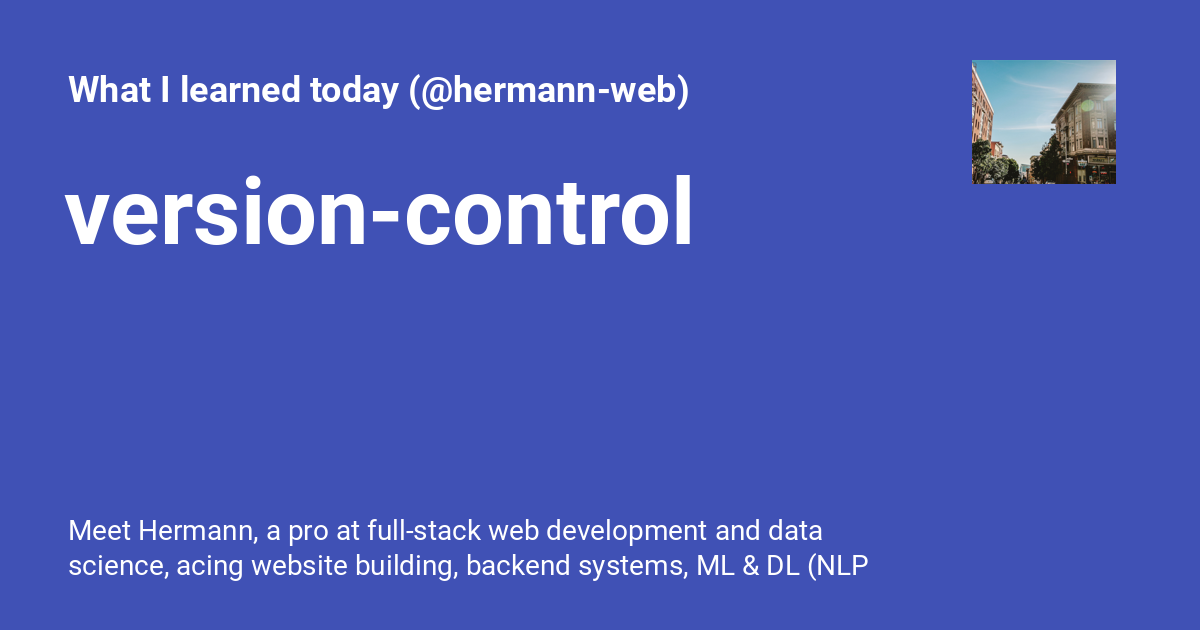 What I learned today (@hermann-web)
version-control
Meet Hermann, a pro at full-stack web development and data
science, acing website building, backend systems, ML & DL (NLP